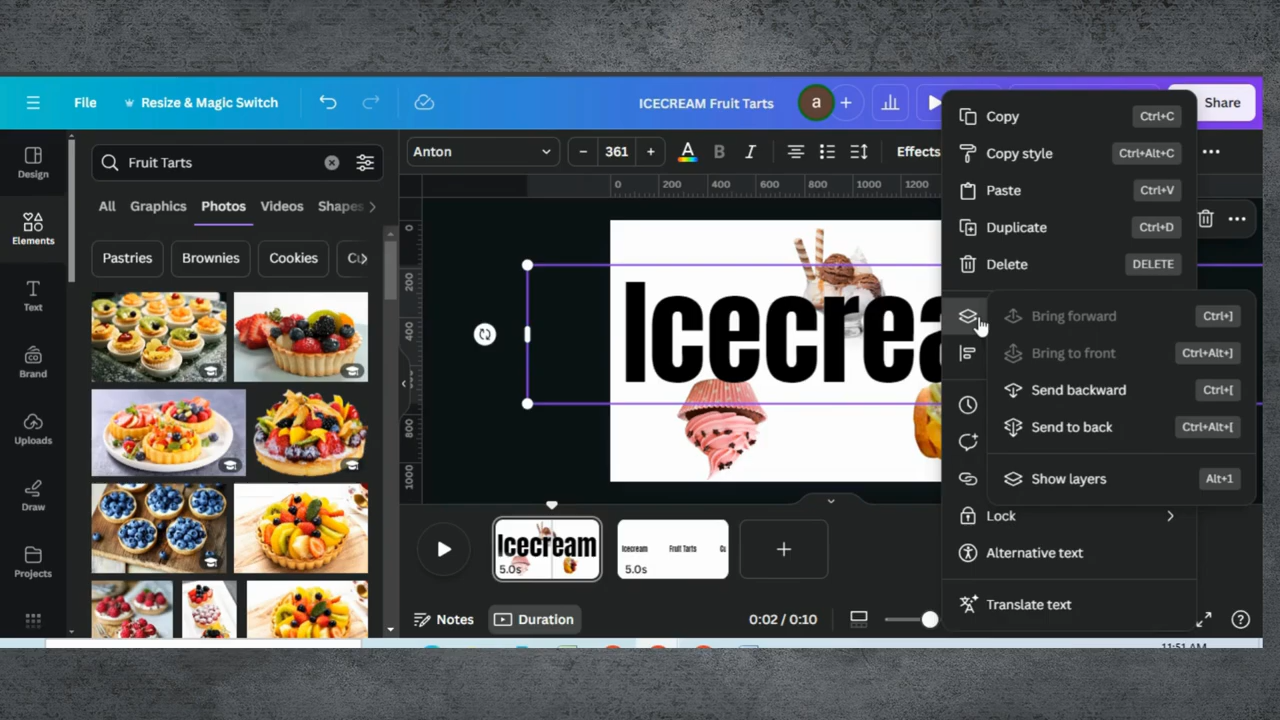 File
Resize & Magic Switch
ICECREAM Fruit Tarts
a
Share
Design
Elements
Text
Brand
Uploads
Draw
Projects
Fruit Tarts
All Graphics Photos Videos Shapes
Pastries Brownies Cookies
Anton
− 361 +
A B I
Effects
0 200 400 600 800 1000 1200
0
200
400
800
1000
Icecrea
Copy Ctrl+C
Copy style Ctrl+Alt+C
Paste Ctrl+V
Duplicate Ctrl+D
Delete DELETE
Bring forward Ctrl+]
Bring to front Ctrl+Alt+]
Send backward Ctrl+[
Send to back Ctrl+Alt+[
Show layers Alt+1
Lock
Alternative text
Translate text
Icecream
5.0s
Icecream Fruit Tarts
5.0s
Notes Duration
0:02 / 0:10
11:51 AM